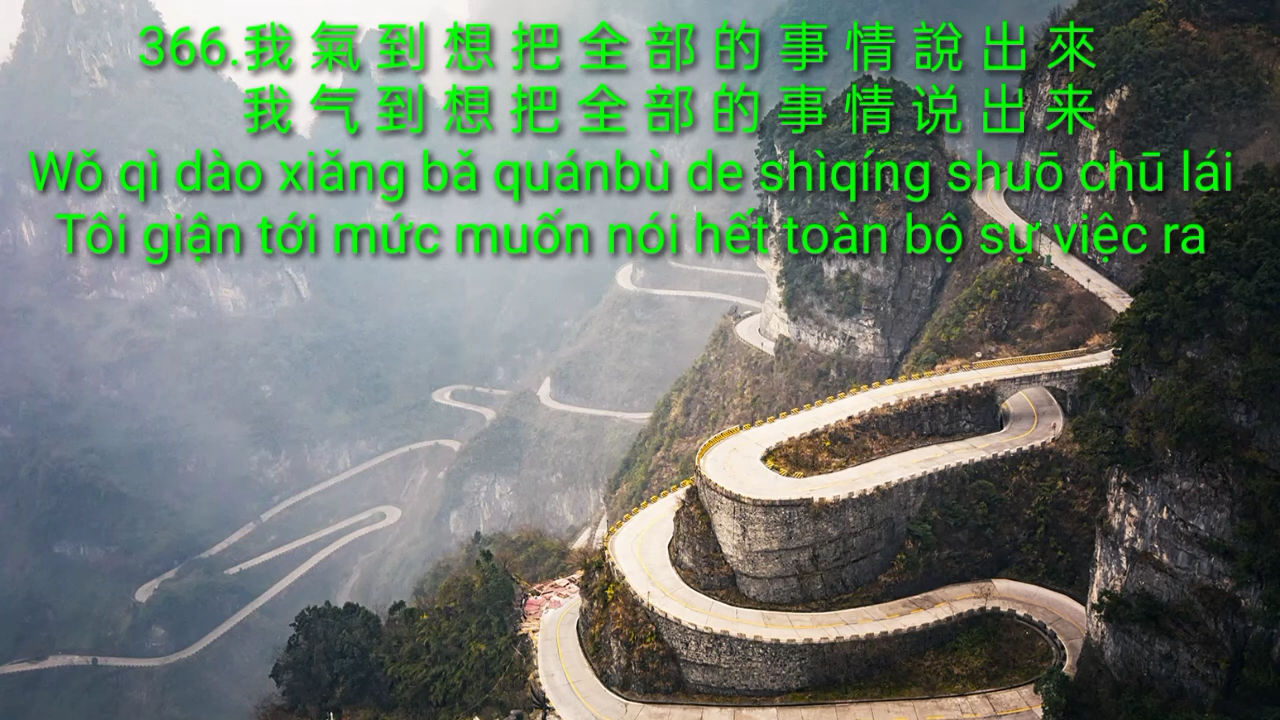 366.我 氣 到 想 把 全 部 的 事 情 說 出 來
我 气 到 想 把 全 部 的 事 情 说 出 来
Wǒ qì dào xiǎng bǎ quánbù de shìqíng shuō chū lái
Tôi giận tới mức muốn nói hết toàn bộ sự việc ra